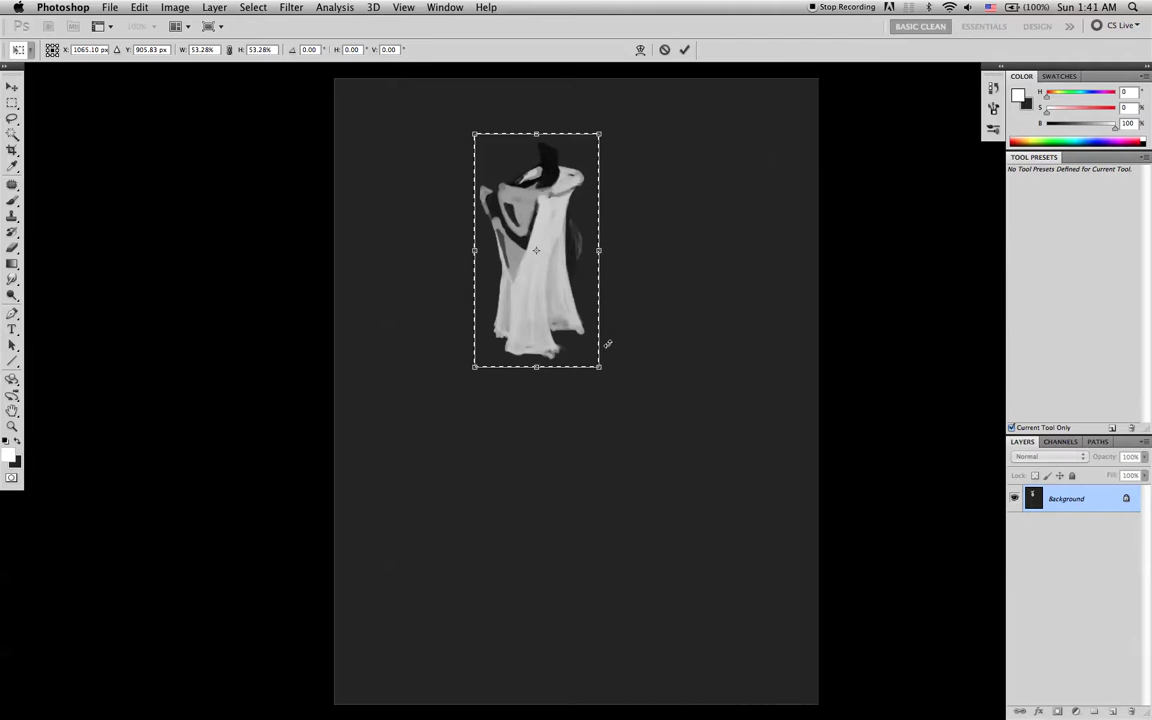 Photoshop File Edit Image Layer Select Filter Analysis 3D View Window Help Stop Recording (100%) Sun 1:41 AM
Ps 100% BASIC CLEAN ESSENTIALS DESIGN CS Live
X: 1065.10 px Y: 905.83 px W: 53.28% H: 53.28% 0.00 ° H: 0.00 ° V: 0.00 °
COLOR SWATCHES
H 0 °
S 0 %
B 100 %
TOOL PRESETS
No Tool Presets Defined for Current Tool.
Current Tool Only
LAYERS CHANNELS PATHS
Normal Opacity: 100%
Lock: Fill: 100%
Background
fx